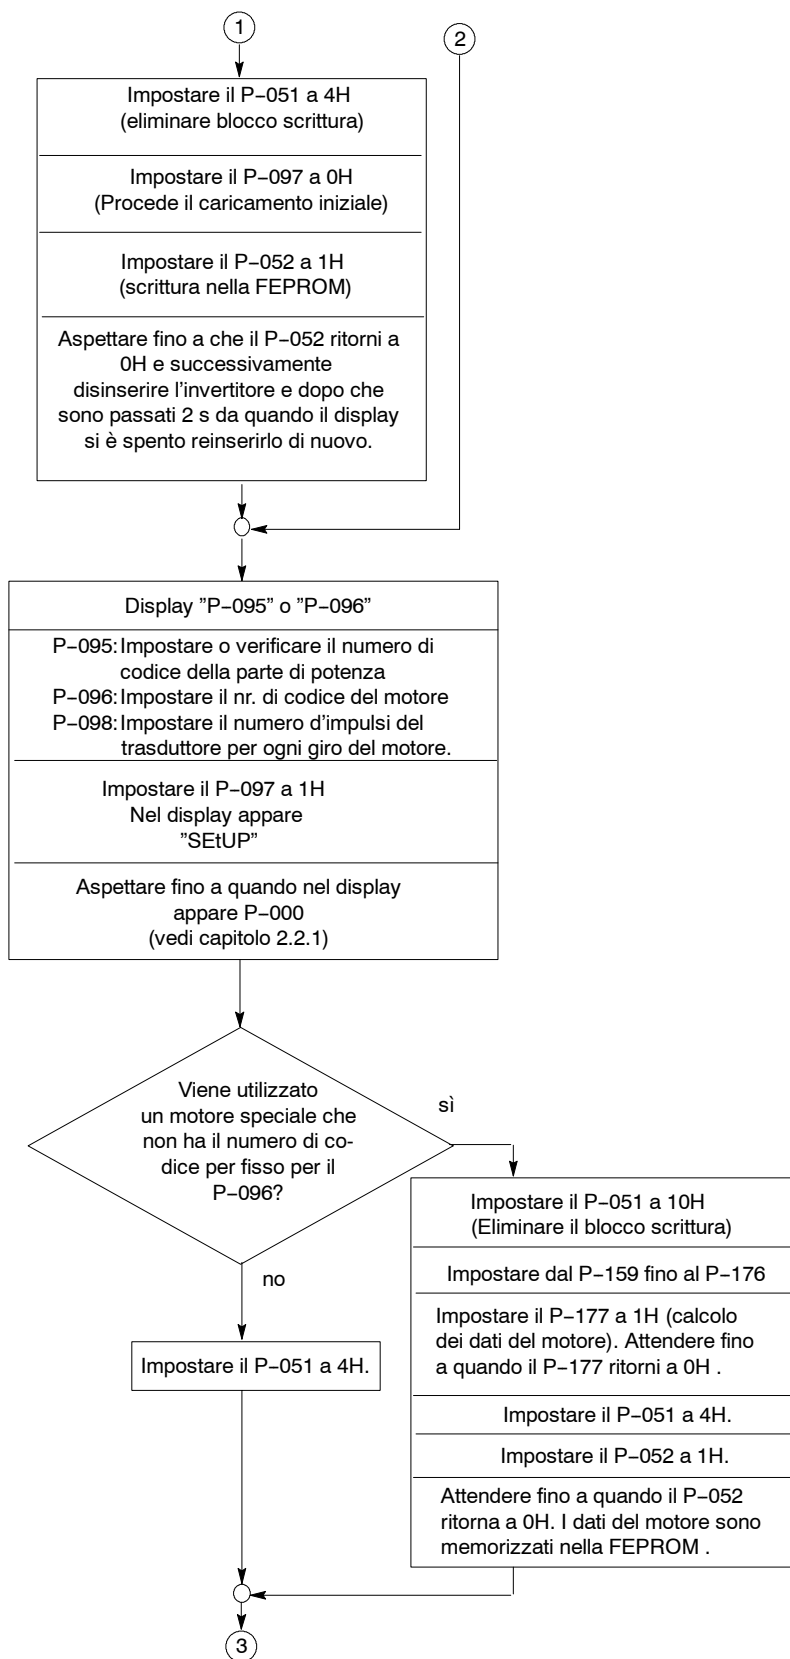 1
2
Impostare il P–051 a 4H
(eliminare blocco scrittura)
Impostare il P–097 a 0H
(Procede il caricamento iniziale)
Impostare il P–052 a 1H
(scrittura nella FEPROM)
Aspettare fino a che il P–052 ritorni a
0H e successivamente
disinserire l’invertitore e dopo che
sono passati 2 s da quando il display
si è spento reinserirlo di nuovo.
Display ”P–095” o ”P–096”
P–095: Impostare o verificare il numero di
codice della parte di potenza
P–096: Impostare il nr. di codice del motore
P–098: Impostare il numero d’impulsi del
trasduttore per ogni giro del motore.
Impostare il P–097 a 1H
Nel display appare
”SEtUP”
Aspettare fino a quando nel display
appare P–000
(vedi capitolo 2.2.1)
Viene utilizzato
un motore speciale che
non ha il numero di co-
dice per fisso per il
P–096?
sì
no
Impostare il P–051 a 4H.
Impostare il P–051 a 10H
(Eliminare il blocco scrittura)
Impostare dal P–159 fino al P–176
Impostare il P–177 a 1H (calcolo
dei dati del motore). Attendere fino
a quando il P–177 ritorni a 0H .
Impostare il P–051 a 4H.
Impostare il P–052 a 1H.
Attendere fino a quando il P–052
ritorna a 0H. I dati del motore sono
memorizzati nella FEPROM .
3